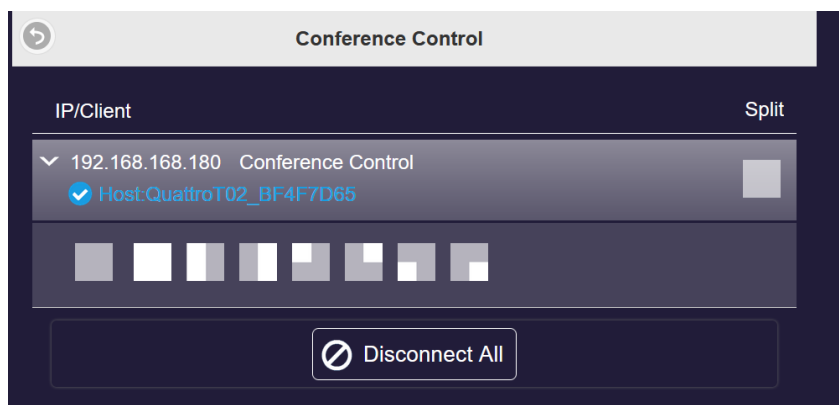 Conference Control
IP/Client Split
192.168.168.180 Conference Control
Host:QuattroT02_BF4F7D65
Disconnect All